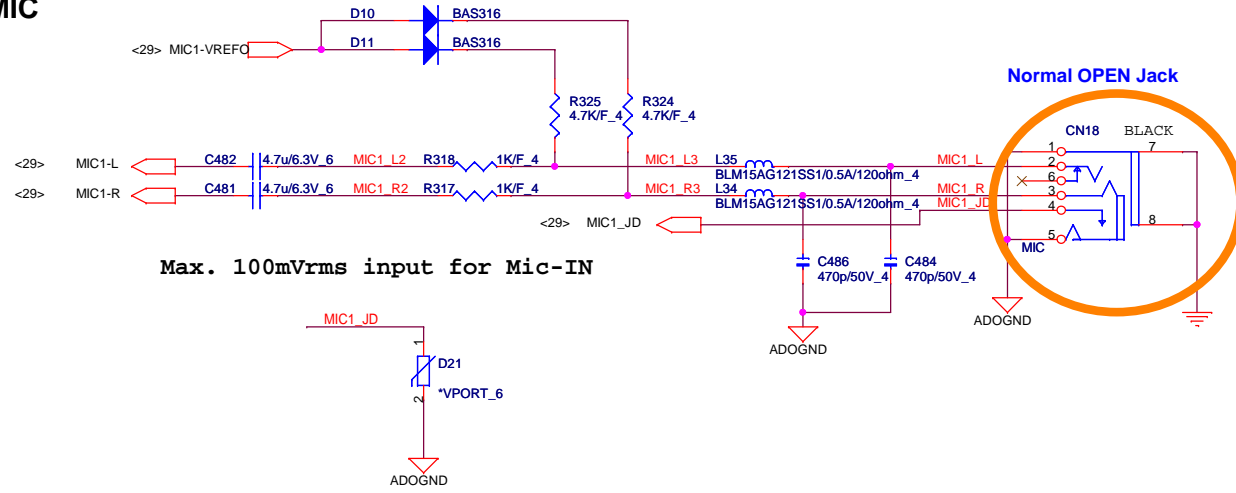 MIC
D10 BAS316
<29> MIC1-VREFO D11 BAS316
Normal OPEN Jack
R325 R324
4.7K/F_4 4.7K/F_4
CN18 BLACK
1 7
<29> MIC1-L C482 4.7u/6.3V_6 MIC1_L2 R318 1K/F_4 MIC1_L3 L35 MIC1_L 2
BLM15AG121SS1/0.5A/120ohm_4
6
<29> MIC1-R C481 4.7u/6.3V_6 MIC1_R2 R317 1K/F_4 MIC1_R3 L34 MIC1_R 3
BLM15AG121SS1/0.5A/120ohm_4 MIC1_JD 4
<29> MIC1_JD 8
5
MIC
Max. 100mVrms input for Mic-IN
C486 C484
470p/50V_4 470p/50V_4
ADOGND
ADOGND
MIC1_JD
1
D21
*VPORT_6
2
ADOGND